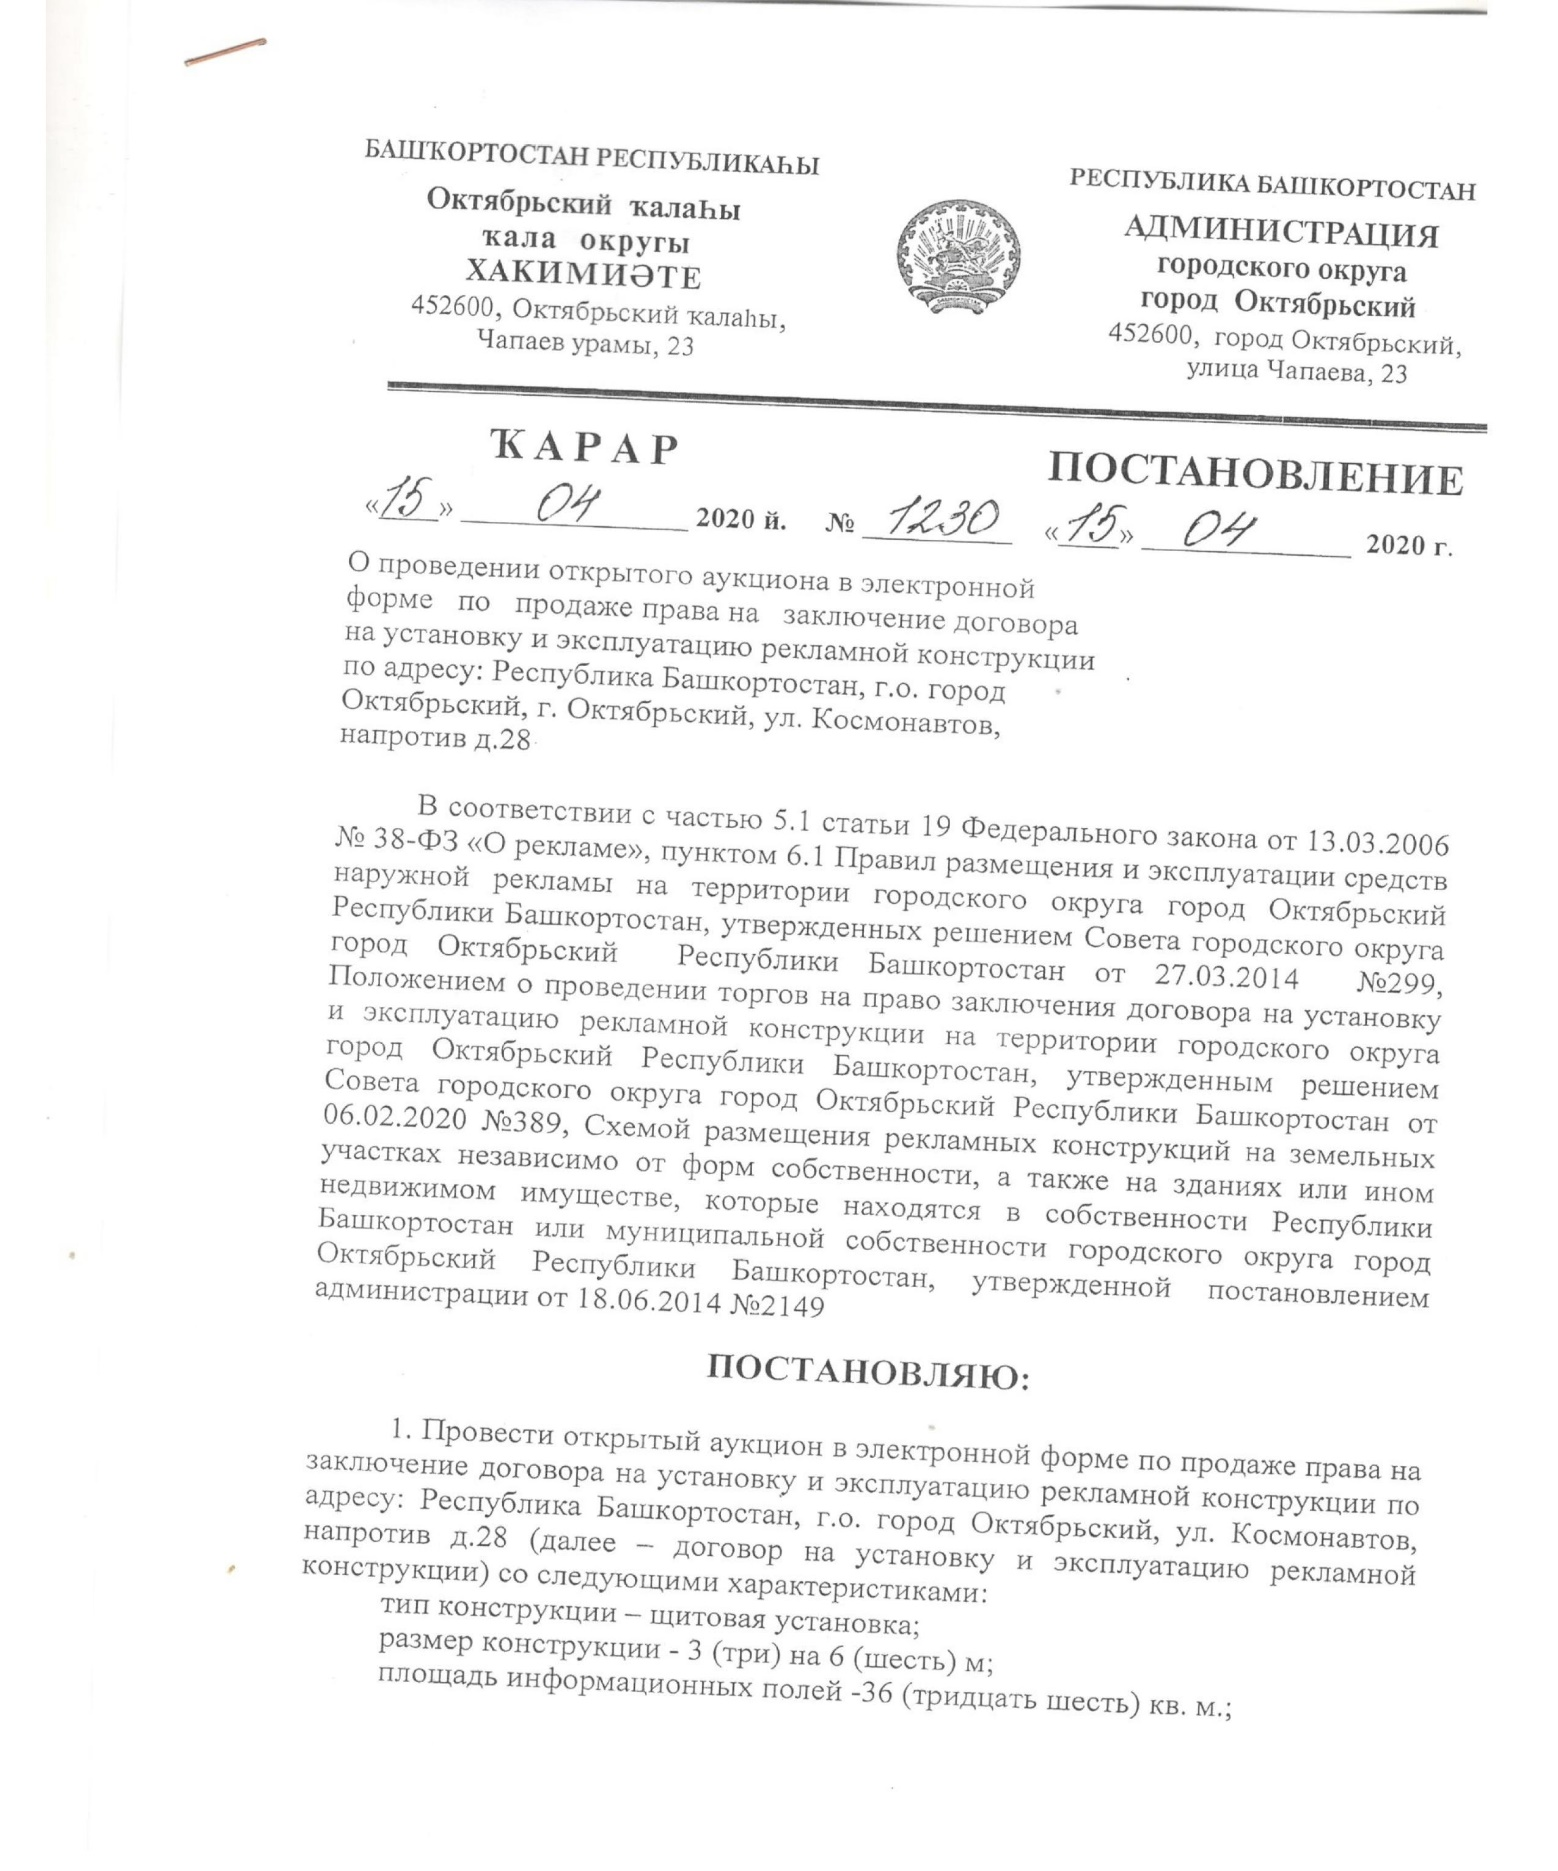 БАШҠОРТОСТАН РЕСПУБЛИКАҺЫ
Октябрьский ҡалаҺы
ҡала округы
ХАКИМИӘТЕ
452600, Октябрьский ҡалаһы,
Чапаев урамы, 23
РЕСПУБЛИКА БАШКОРТОСТАН
АДМИНИСТРАЦИЯ
городского округа
город Октябрьский
452600, город Октябрьский,
улица Чапаева, 23
ҠАРАР
ПОСТАНОВЛЕНИЕ
«15» 04 2020 й. № 1230 «15» 04 2020 г.
О проведении открытого аукциона в электронной
форме по продаже права на заключение договора
на установку и эксплуатацию рекламной конструкции
по адресу: Республика Башкортостан, г.о. город
Октябрьский, г. Октябрьский, ул. Космонавтов,
напротив д.28
В соответствии с частью 5.1 статьи 19 Федерального закона от 13.03.2006
№ 38-ФЗ «О рекламе», пунктом 6.1 Правил размещения и эксплуатации средств
наружной рекламы на территории городского округа город Октябрьский
Республики Башкортостан, утвержденных решением Совета городского округа
город Октябрьский Республики Башкортостан от 27.03.2014 №299,
Положением о проведении торгов на право заключения договора на установку
и эксплуатацию рекламной конструкции на территории городского округа
город Октябрьский Республики Башкортостан, утвержденным решением
Совета городского округа город Октябрьский Республики Башкортостан от
06.02.2020 №389, Схемой размещения рекламных конструкций на земельных
участках независимо от форм собственности, а также на зданиях или ином
недвижимом имуществе, которые находятся в собственности Республики
Башкортостан или муниципальной собственности городского округа город
Октябрьский Республики Башкортостан, утвержденной постановлением
администрации от 18.06.2014 №2149
ПОСТАНОВЛЯЮ:
1. Провести открытый аукцион в электронной форме по продаже права на
заключение договора на установку и эксплуатацию рекламной конструкции по
адресу: Республика Башкортостан, г.о. город Октябрьский, ул. Космонавтов,
напротив д.28 (далее – договор на установку и эксплуатацию рекламной
конструкции) со следующими характеристиками:
тип конструкции – щитовая установка;
размер конструкции - 3 (три) на 6 (шесть) м;
площадь информационных полей -36 (тридцать шесть) кв. м.;